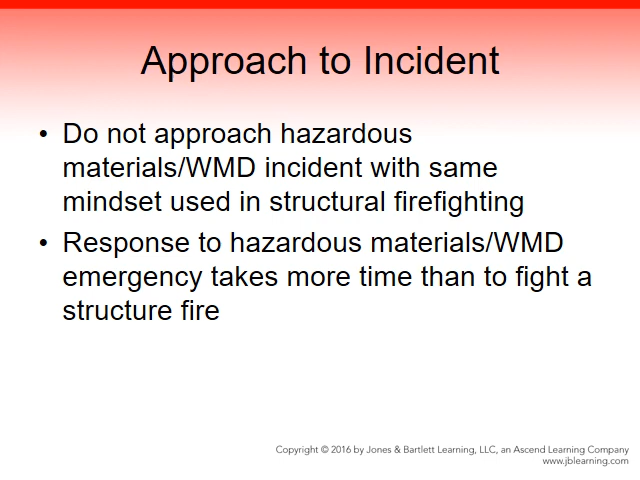 Approach to Incident
• Do not approach hazardous
materials/WMD incident with same
mindset used in structural firefighting
• Response to hazardous materials/WMD
emergency takes more time than to fight a
structure fire
Copyright © 2016 by Jones & Bartlett Learning, LLC, an Ascend Learning Company
www.jblearning.com